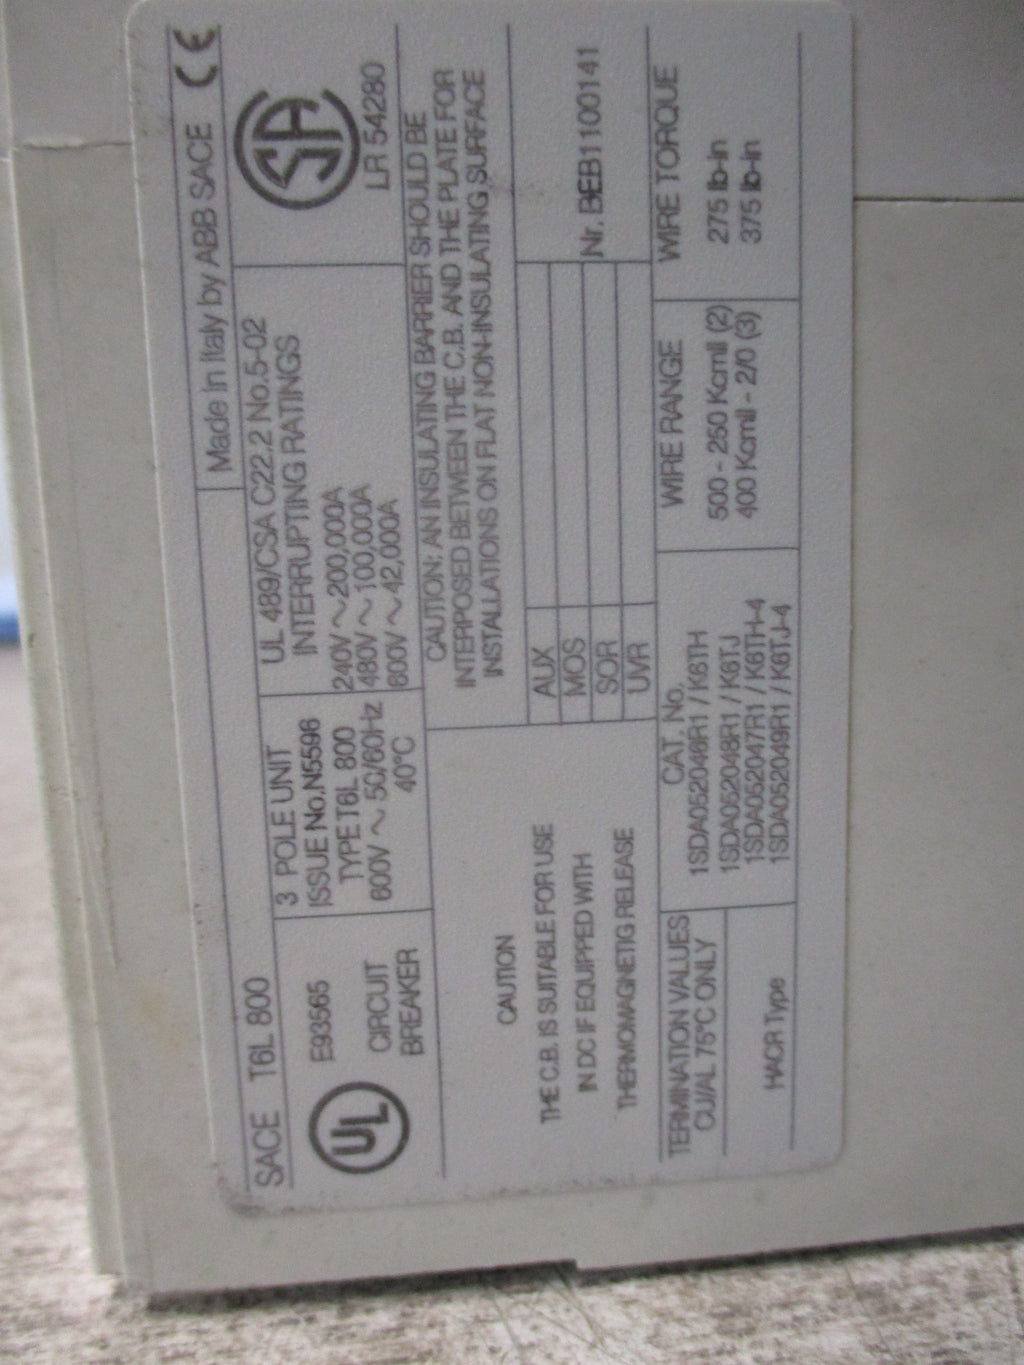 SACE T6L 800
Made in Italy by ABB SACE CE
UL
E93565
CIRCUIT
BREAKER
3 POLE UNIT
ISSUE No.N5598
TYPE T6L 800
600V ~ 50/60Hz
40°C
UL 489/CSA C22.2 No.5-02
INTERRUPTING RATINGS
240V ~ 200,000A
480V ~ 100,000A
600V ~ 42,000A
SA
LR 54280
CAUTION: AN INSULATING BARRIER SHOULD BE
INTERPOSED BETWEEN THE C.B. AND THE PLATE FOR
INSTALLATIONS ON FLAT NON-INSULATING SURFACE
CAUTION
THE C.B. IS SUITABLE FOR USE
IN DC IF EQUIPPED WITH
THERMOMAGNETIG RELEASE
AUX
MOS
SOR
UVR
Nr. BEB1100141
TERMINATION VALUES
CU/AL 75°C ONLY
HACR Type
CAT. No.
1SDA052046R1 / K6TH
1SDA052048R1 / K6TJ
1SDA052047R1 / K6TH-4
1SDA052049R1 / K6TJ-4
WIRE RANGE
500 - 250 Kcmil (2)
400 Kcmil - 2/0 (3)
WIRE TORQUE
275 lb-in
375 lb-in